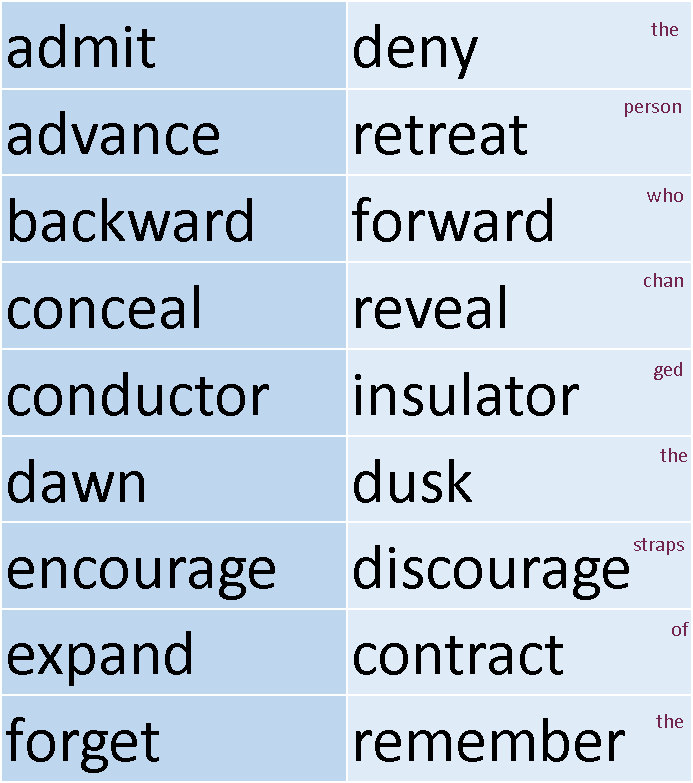 admit deny the
advance retreat person
backward forward who
conceal reveal chan
conductor insulator ged
dawn dusk the
encourage discourage straps
expand contract of
forget remember the